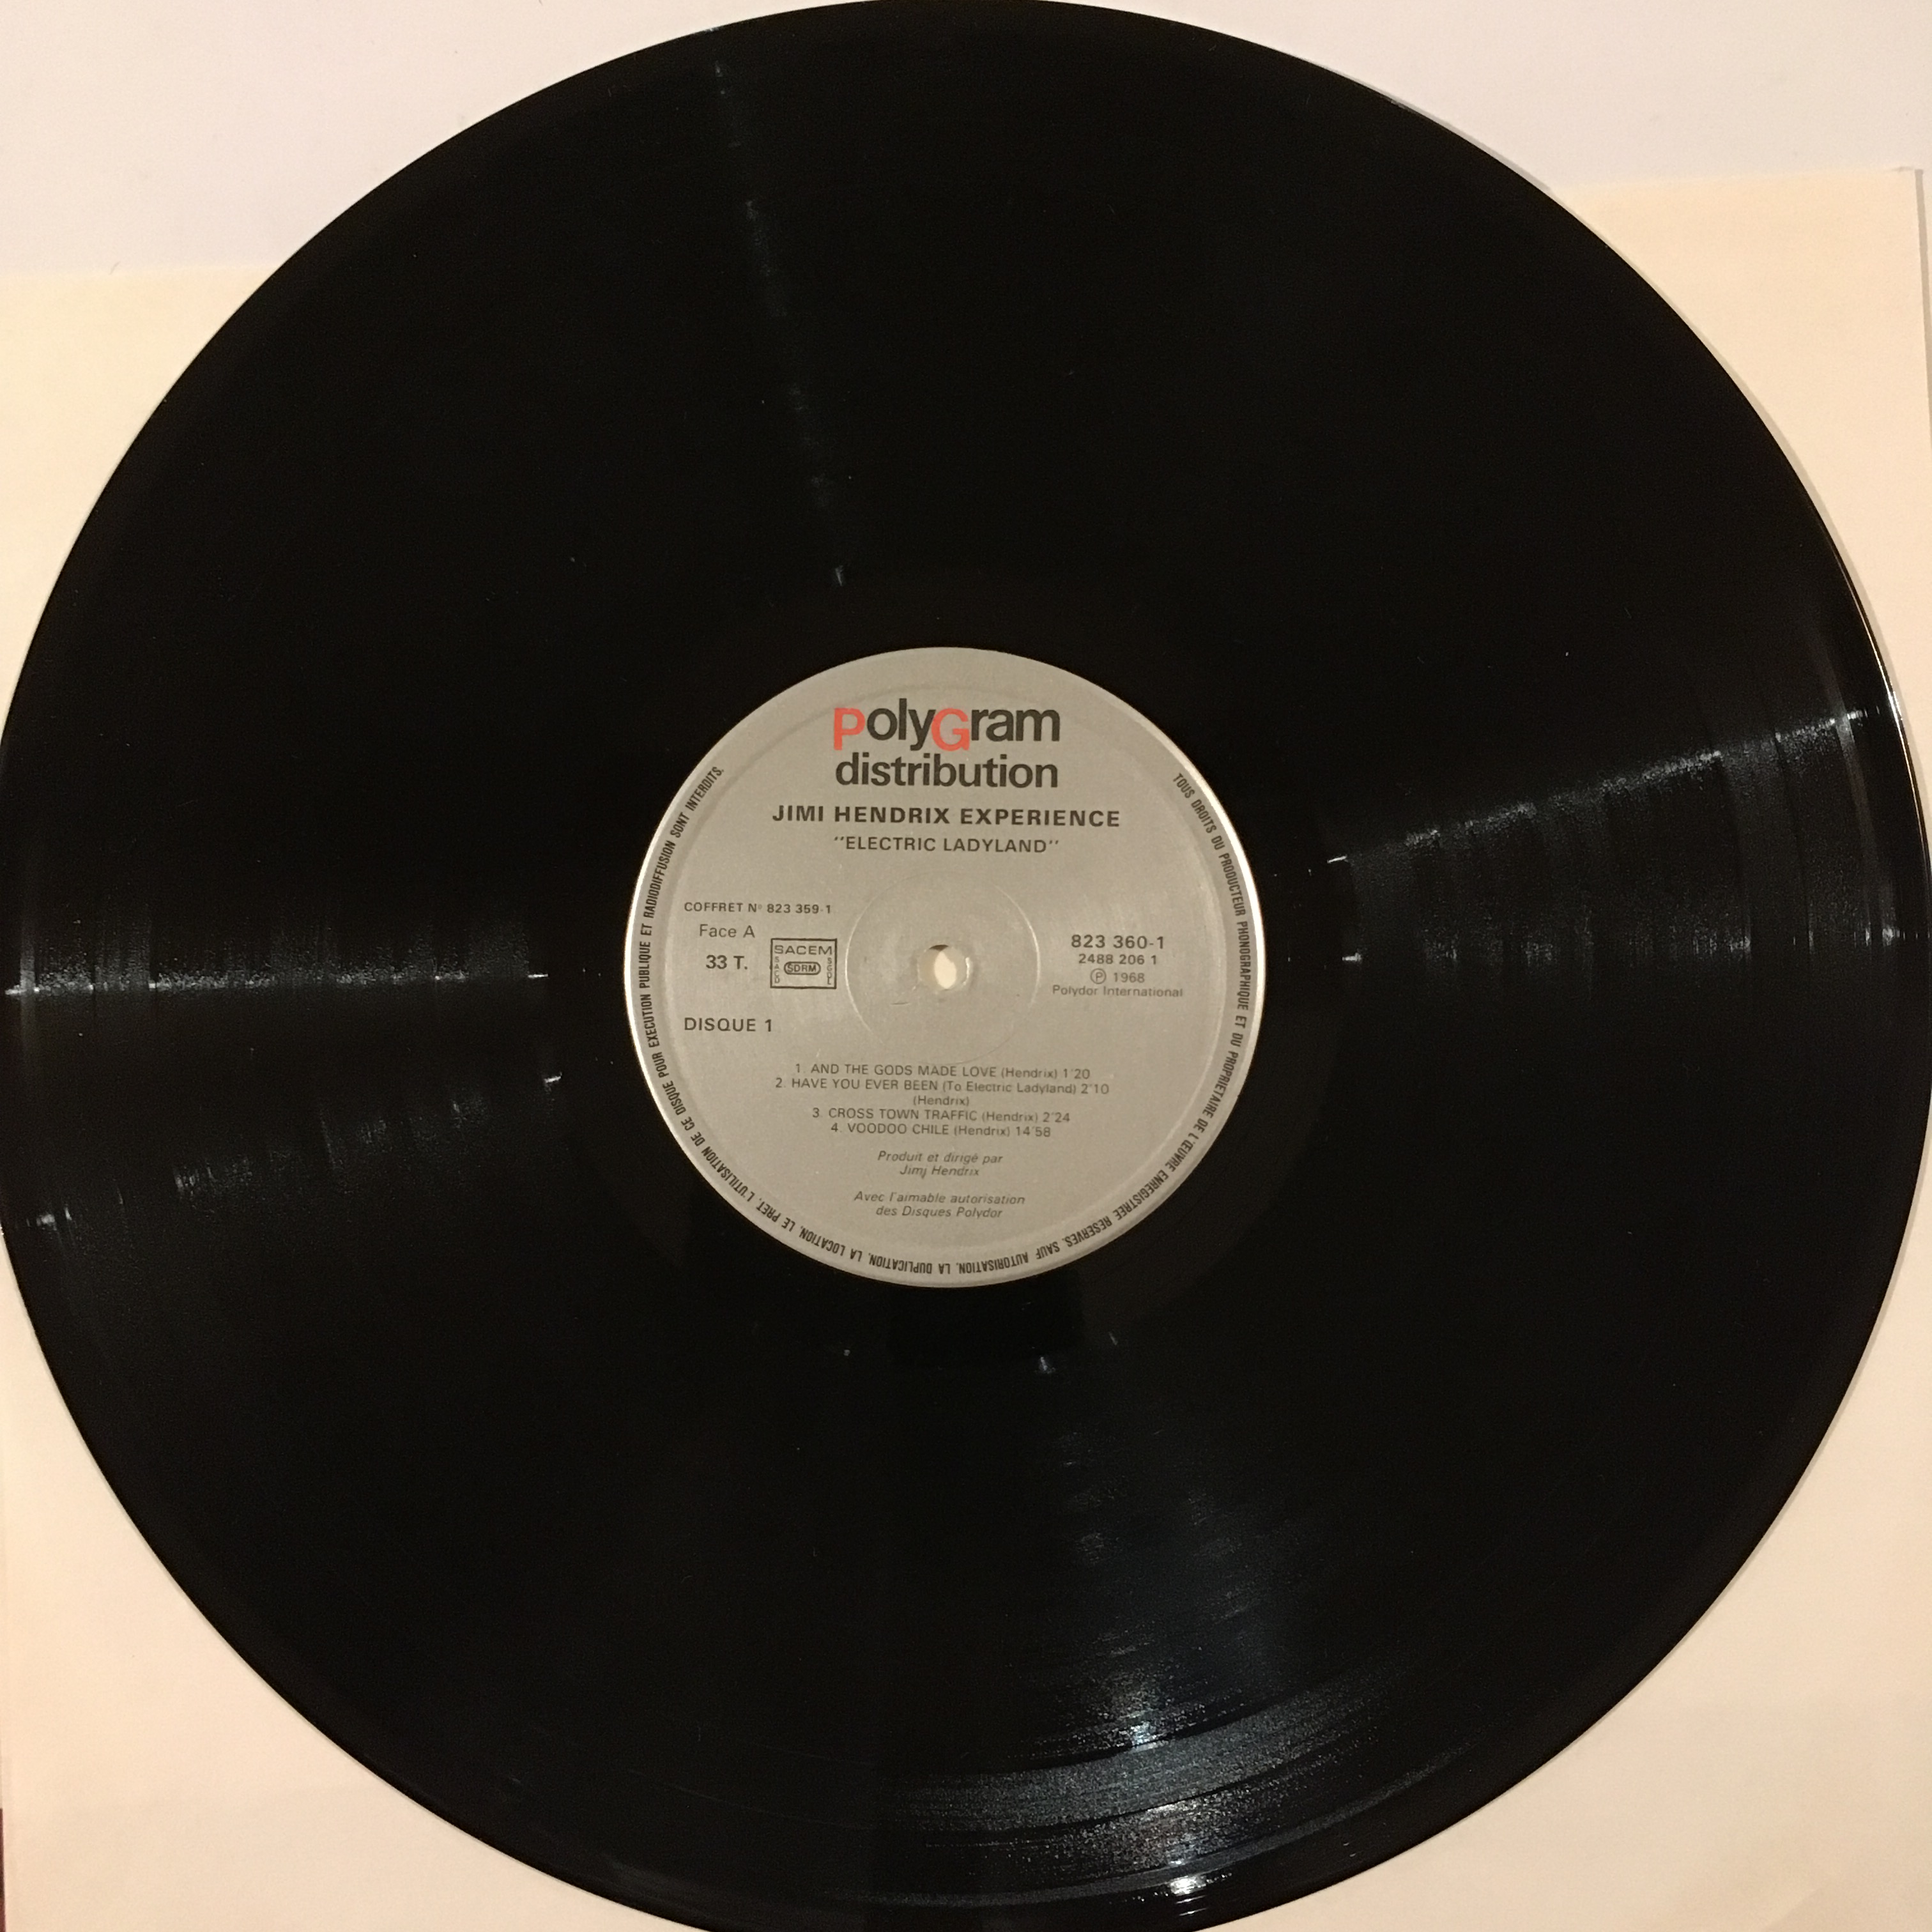 polyGram
distribution
JIMI HENDRIX EXPERIENCE
"ELECTRIC LADYLAND"
COFFRET N° 823 359-1
Face A
33 T.
SACEM
SACD
SDRM
SGDL
823 360-1
2488 206 1
℗ 1968
Polydor International
DISQUE 1
1. AND THE GODS MADE LOVE (Hendrix) 1'20
2. HAVE YOU EVER BEEN (To Electric Ladyland) 2'10
(Hendrix)
3. CROSS TOWN TRAFFIC (Hendrix) 2'24
4. VOODOO CHILE (Hendrix) 14'58
Produit et dirigé par
Jimj Hendrix
Avec l'aimable autorisation
des Disques Polydor
TOUS DROITS DU PRODUCTEUR PHONOGRAPHIQUE ET DU PROPRIETAIRE DE L'ŒUVRE ENREGISTREE RESERVES. SAUF AUTORISATION, LA DUPLICATION, LA LOCATION, LE PRET, L'UTILISATION DE CE DISQUE POUR EXECUTION PUBLIQUE ET RADIODIFFUSION SONT INTERDITS.